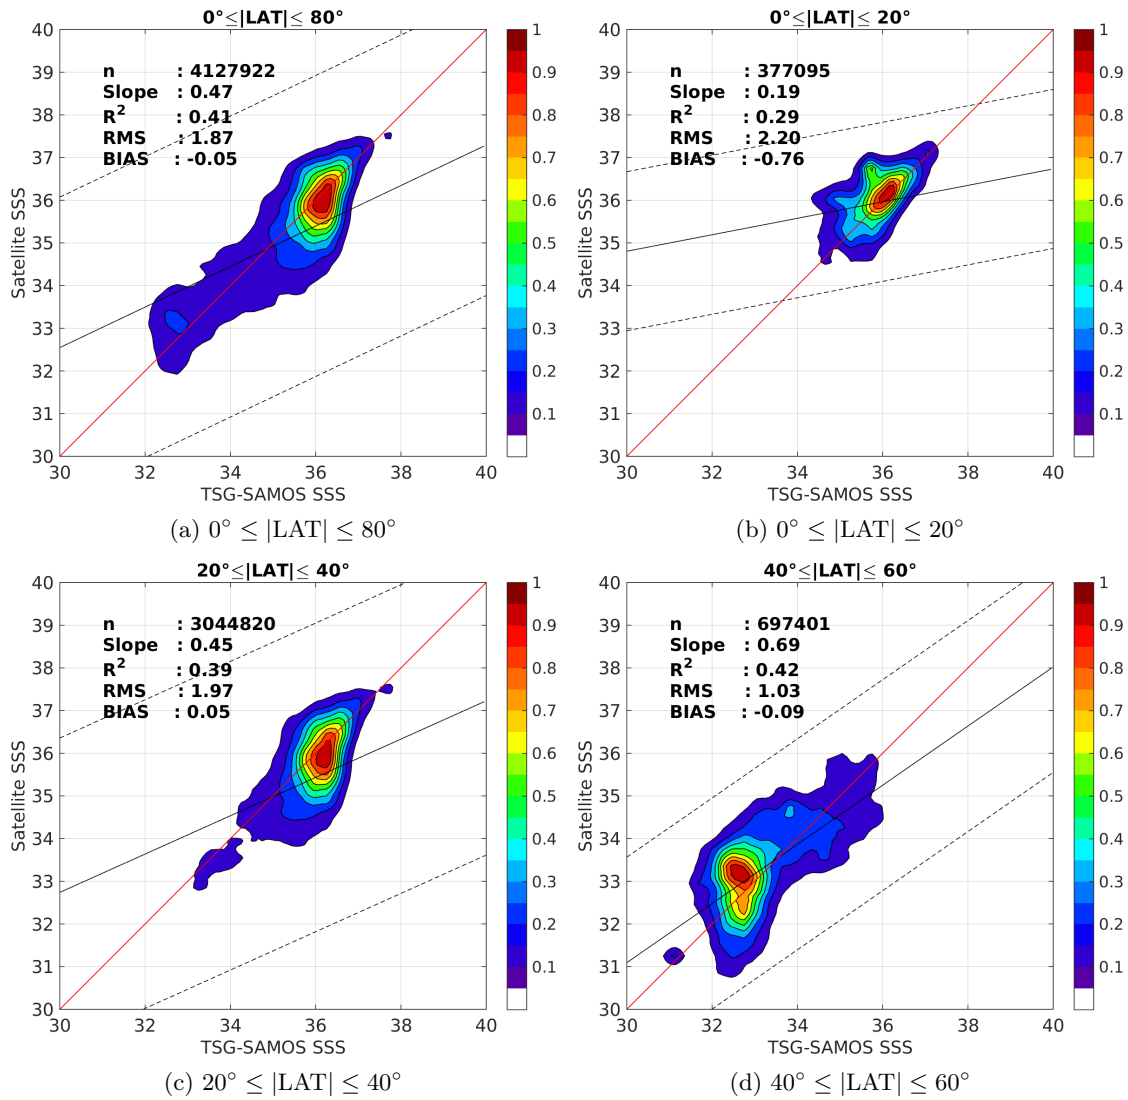 0°≤|LAT|≤ 80°
n : 4127922
Slope : 0.47
R² : 0.41
RMS : 1.87
BIAS : -0.05
Satellite SSS
40
39
38
37
36
35
34
33
32
31
30
30 32 34 36 38 40
TSG-SAMOS SSS
1
0.9
0.8
0.7
0.6
0.5
0.4
0.3
0.2
0.1
(a) 0° ≤ |LAT| ≤ 80°
0°≤|LAT|≤ 20°
n : 377095
Slope : 0.19
R² : 0.29
RMS : 2.20
BIAS : -0.76
Satellite SSS
40
39
38
37
36
35
34
33
32
31
30
30 32 34 36 38 40
TSG-SAMOS SSS
1
0.9
0.8
0.7
0.6
0.5
0.4
0.3
0.2
0.1
(b) 0° ≤ |LAT| ≤ 20°
20°≤|LAT|≤ 40°
n : 3044820
Slope : 0.45
R² : 0.39
RMS : 1.97
BIAS : 0.05
Satellite SSS
40
39
38
37
36
35
34
33
32
31
30
30 32 34 36 38 40
TSG-SAMOS SSS
1
0.9
0.8
0.7
0.6
0.5
0.4
0.3
0.2
0.1
(c) 20° ≤ |LAT| ≤ 40°
40°≤|LAT|≤ 60°
n : 697401
Slope : 0.69
R² : 0.42
RMS : 1.03
BIAS : -0.09
Satellite SSS
40
39
38
37
36
35
34
33
32
31
30
30 32 34 36 38 40
TSG-SAMOS SSS
1
0.9
0.8
0.7
0.6
0.5
0.4
0.3
0.2
0.1
(d) 40° ≤ |LAT| ≤ 60°